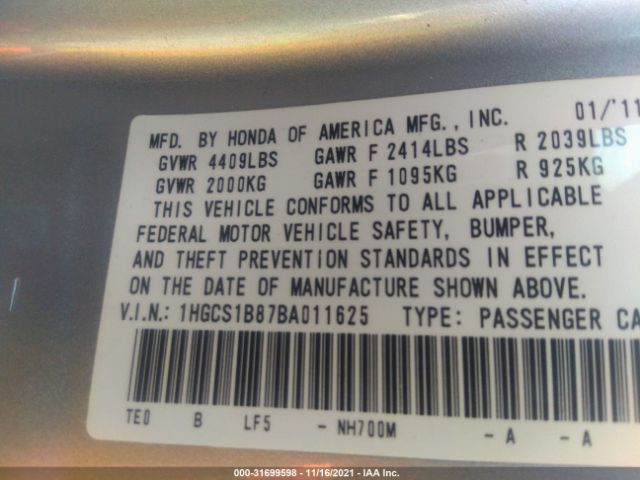 MFD. BY HONDA OF AMERICA MFG., INC. 01/'11
GVWR 4409LBS GAWR F 2414LBS R 2039LBS
GVWR 2000KG GAWR F 1095KG R 925KG
THIS VEHICLE CONFORMS TO ALL APPLICABLE
FEDERAL MOTOR VEHICLE SAFETY, BUMPER,
AND THEFT PREVENTION STANDARDS IN EFFECT
ON THE DATE OF MANUFACTURE SHOWN ABOVE.
V.I.N.: 1HGCS1B87BA011625 TYPE: PASSENGER CA
TE0 B LF5 - NH700M - A - A
000-31699598 - 11/16/2021 - IAA Inc.